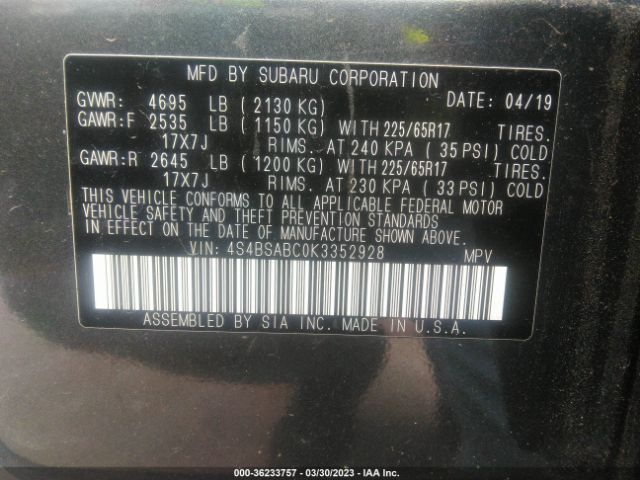 MFD BY SUBARU CORPORATION
GVWR: 4695 LB ( 2130 KG) DATE: 04/19
GAWR:F 2535 LB ( 1150 KG) WITH 225/65R17 TIRES.
17X7J RIMS. AT 240 KPA ( 35 PSI) COLD
GAWR:R 2645 LB ( 1200 KG) WITH 225/65R17 TIRES.
17X7J RIMS. AT 230 KPA ( 33 PSI) COLD
THIS VEHICLE CONFORMS TO ALL APPLICABLE FEDERAL MOTOR
VEHICLE SAFETY AND THEFT PREVENTION STANDARDS
IN EFFECT ON THE DATE OF MANUFACTURE SHOWN ABOVE.
VIN: 4S4BSABC0K3352928 MPV
ASSEMBLED BY SIA INC. MADE IN U.S.A.
000-36233757 - 03/30/2023 - IAA Inc.